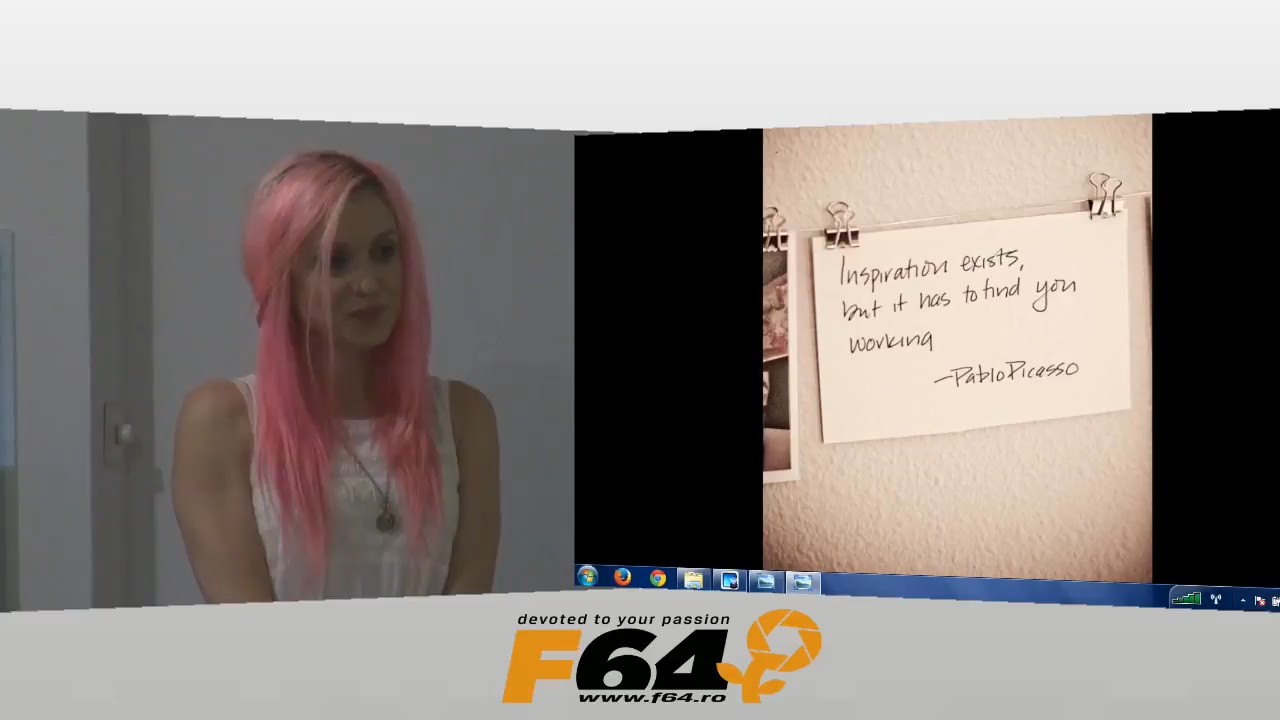 Inspiration exists,
but it has to find you
working
—Pablo Picasso
devoted to your passion
F64
www.f64.ro